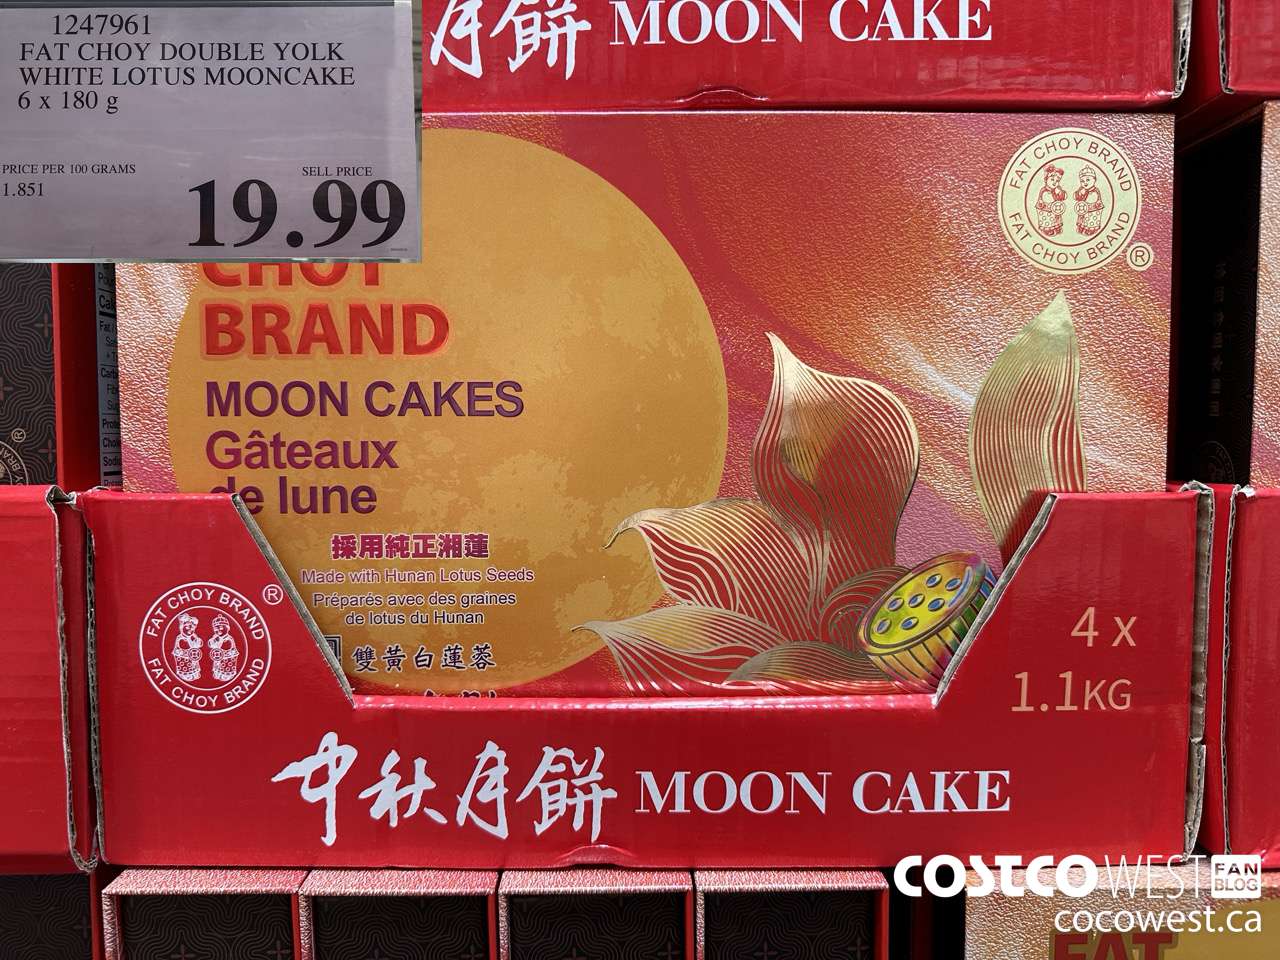 1247961
FAT CHOY DOUBLE YOLK
WHITE LOTUS MOONCAKE
6 x 180 g
PRICE PER 100 GRAMS
1.851
SELL PRICE
19.99
月餅 MOON CAKE
FAT CHOY BRAND
FAT CHOY BRAND
®
CHOY
BRAND
MOON CAKES
Gâteaux
de lune
採用純正湘蓮
Made with Hunan Lotus Seeds
Préparés avec des graines
de lotus du Hunan
雙黃白蓮蓉
FAT CHOY BRAND
FAT CHOY BRAND
®
4 x
1.1KG
中秋月餅 MOON CAKE
COSTCO WEST FAN BLOG
cocowest.ca
FAT